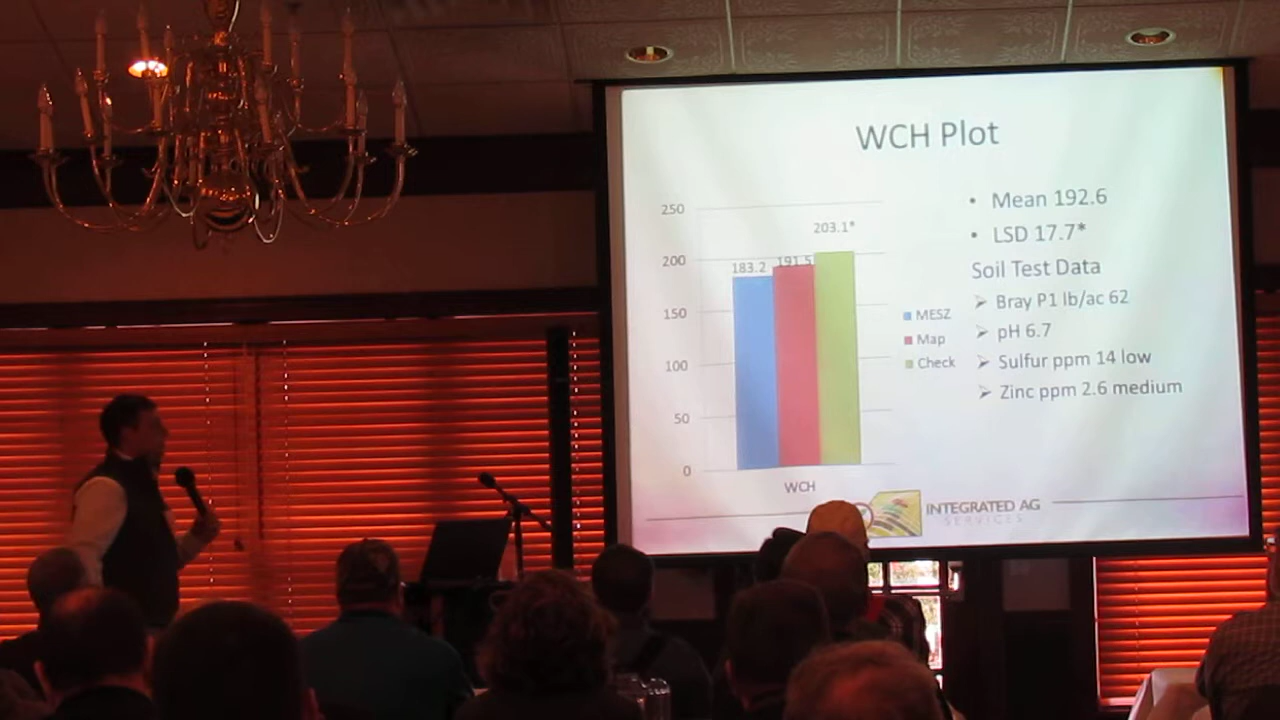 WCH Plot
250
200
150
100
50
0
183.2
191.5
203.1*
WCH
MESZ
Map
Check
• Mean 192.6
• LSD 17.7*
Soil Test Data
➢ Bray P1 lb/ac 62
➢ pH 6.7
➢ Sulfur ppm 14 low
➢ Zinc ppm 2.6 medium
INTEGRATED AG
SERVICES